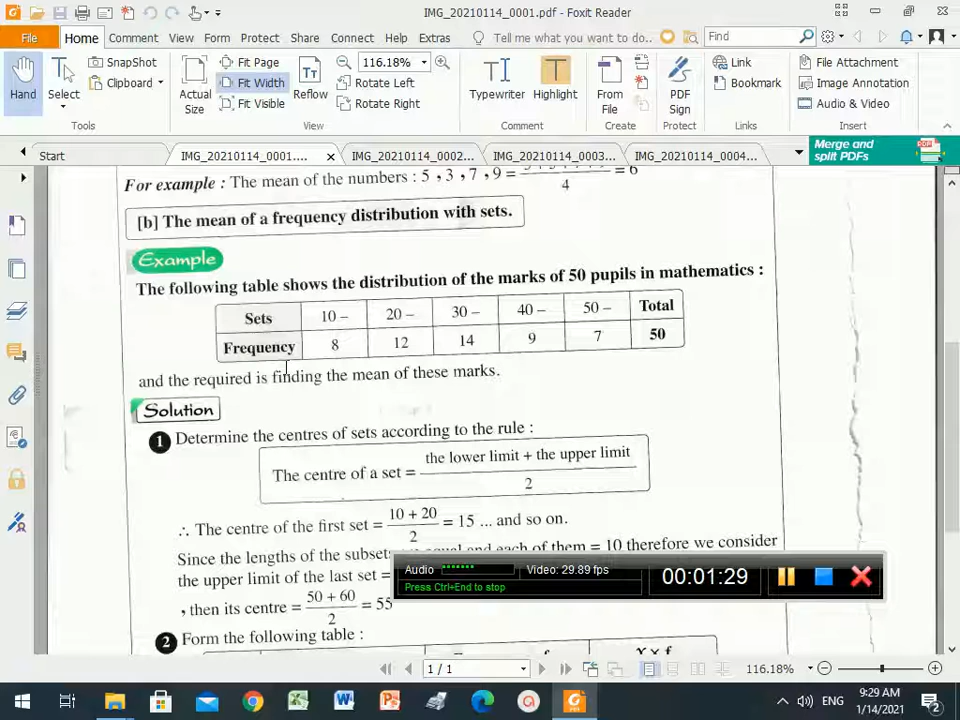 IMG_20210114_0001.pdf - Foxit Reader
File Home Comment View Form Protect Share Connect Help Extras Tell me what you want to do... Find
Hand
Select
SnapShot
Clipboard
Actual Size
Fit Page
Fit Width
Fit Visible
Reflow
116.18%
Rotate Left
Rotate Right
Typewriter
Highlight
From File
PDF Sign
Link
Bookmark
File Attachment
Image Annotation
Audio & Video
Tools View Comment Create Protect Links Insert
Start IMG_20210114_0001.... IMG_20210114_0002... IMG_20210114_0003... IMG_20210114_0004...
Merge and split PDFs
For example : The mean of the numbers : 5 , 3 , 7 , 9 = / 4 = 6
[b] The mean of a frequency distribution with sets.
Example
The following table shows the distribution of the marks of 50 pupils in mathematics :
Sets 10 – 20 – 30 – 40 – 50 – Total
Frequency 8 12 14 9 7 50
and the required is finding the mean of these marks.
Solution
1 Determine the centres of sets according to the rule :
The centre of a set = the lower limit + the upper limit / 2
∴ The centre of the first set = 10 + 20 / 2 = 15 ... and so on.
Since the lengths of the subsets equal and each of them = 10 therefore we consider
the upper limit of the last set =
, then its centre = 50 + 60 / 2 = 55
2 Form the following table :
f X × f
Audio Video: 29.89 fps
Press Ctrl+End to stop
00:01:29
1 / 1 116.18%
ENG
9:29 AM
1/14/2021
2